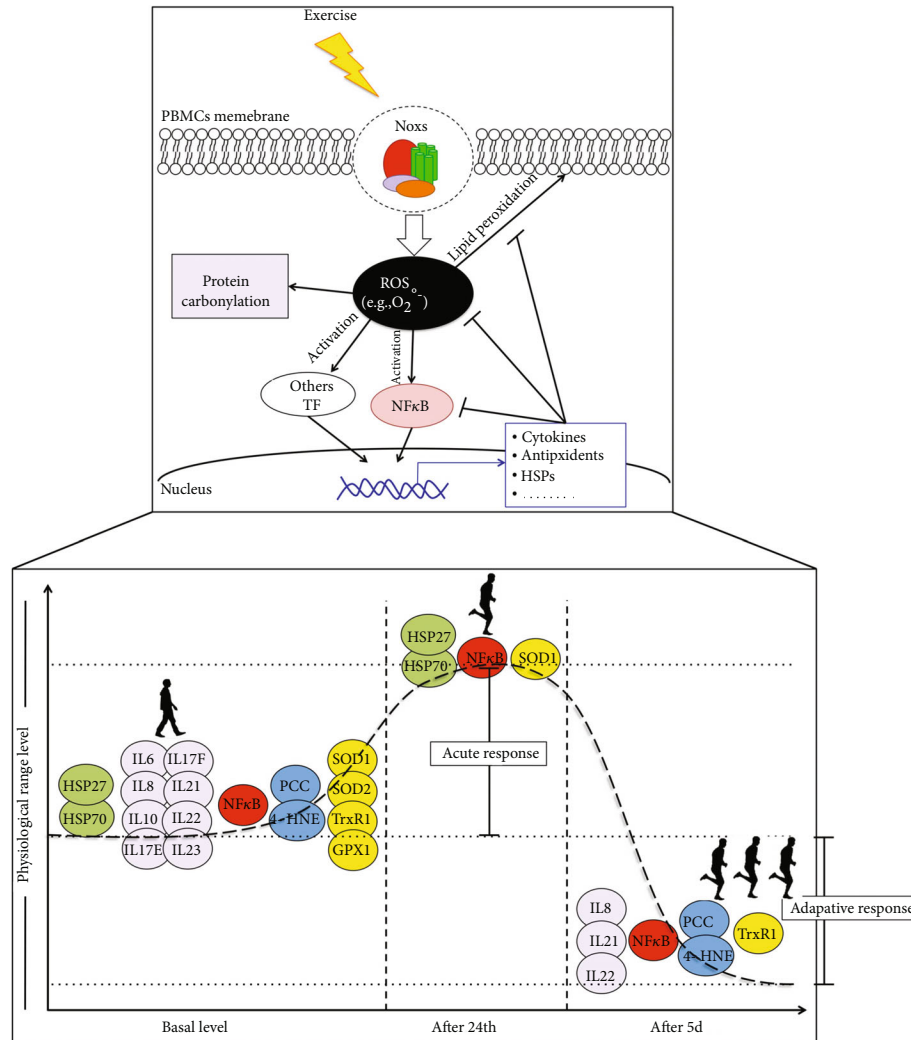 Exercise
PBMCs memebrane
Noxs
Lipid peroxidation
ROS
(e.g.,O₂°⁻)
Protein
carbonylation
Activation
Activation
Others
TF
NFκB
• Cytokines
• Antipxidents
• HSPs
• ........
Nucleus
Physiological range level
HSP27
HSP70
IL6
IL17F
IL8
IL21
IL10
IL22
IL17E
IL23
NFκB
PCC
4-HNE
SOD1
SOD2
TrxR1
GPX1
HSP27
HSP70
NFκB
SOD1
Acute response
IL8
IL21
IL22
NFκB
PCC
4-HNE
TrxR1
Adapative response
Basal level
After 24th
After 5d